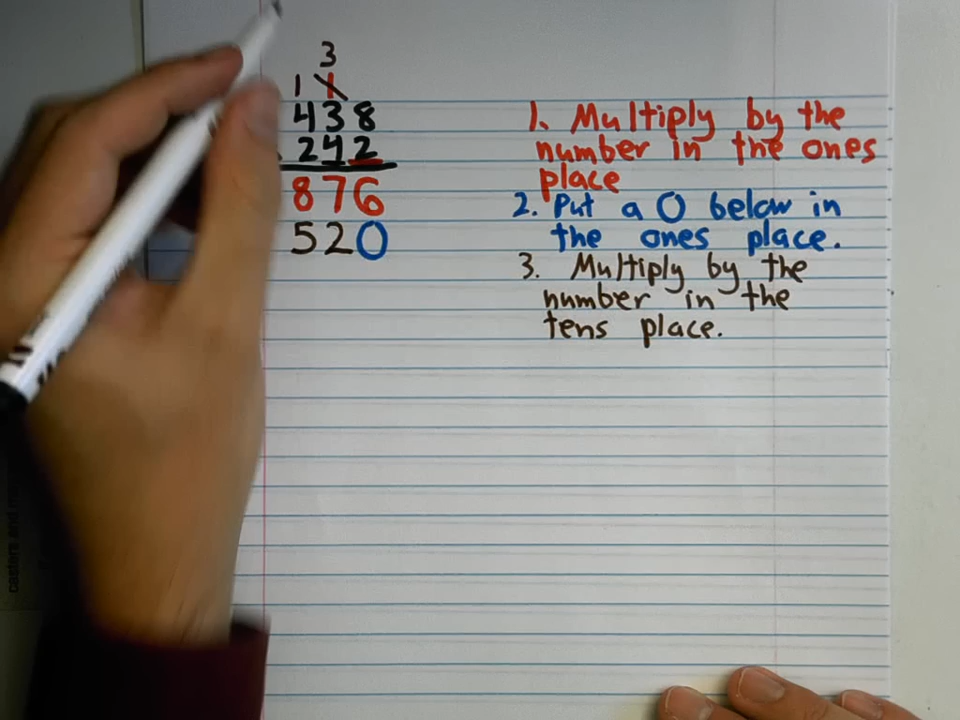 3
1 1
438
242
876
520
1. Multiply by the
number in the ones
place
2. Put a 0 below in
the ones place.
3. Multiply by the
number in the
tens place.